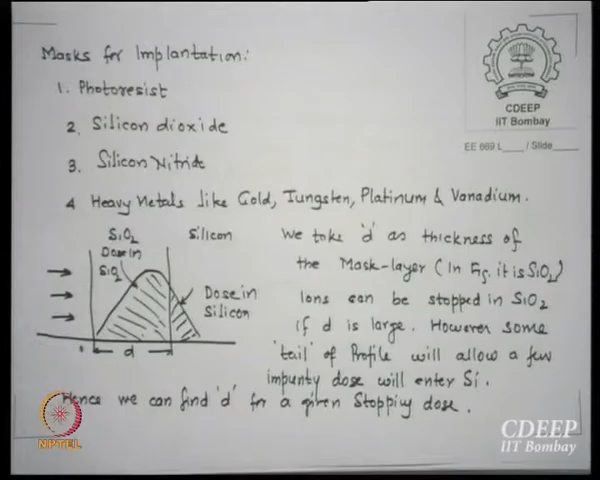 Masks for Implantation:
1. Photoresist
2. Silicon dioxide
3. Silicon Nitride
4 Heavy Metals like Gold, Tungsten, Platinum & Vanadium.
SiO2 Silicon
Dose in
SiO2
Dose in
Silicon
d
We take 'd' as thickness of
the Mask-layer (In Fig. it is SiO2)
Ions can be stopped in SiO2
if d is large. However some
'tail' of Profile will allow a few
impurity dose will enter Si.
Hence we can find 'd' for a given Stopping dose.
CDEEP
IIT Bombay
EE 669 L____ / Slide____
NPTEL
CDEEP
IIT Bombay